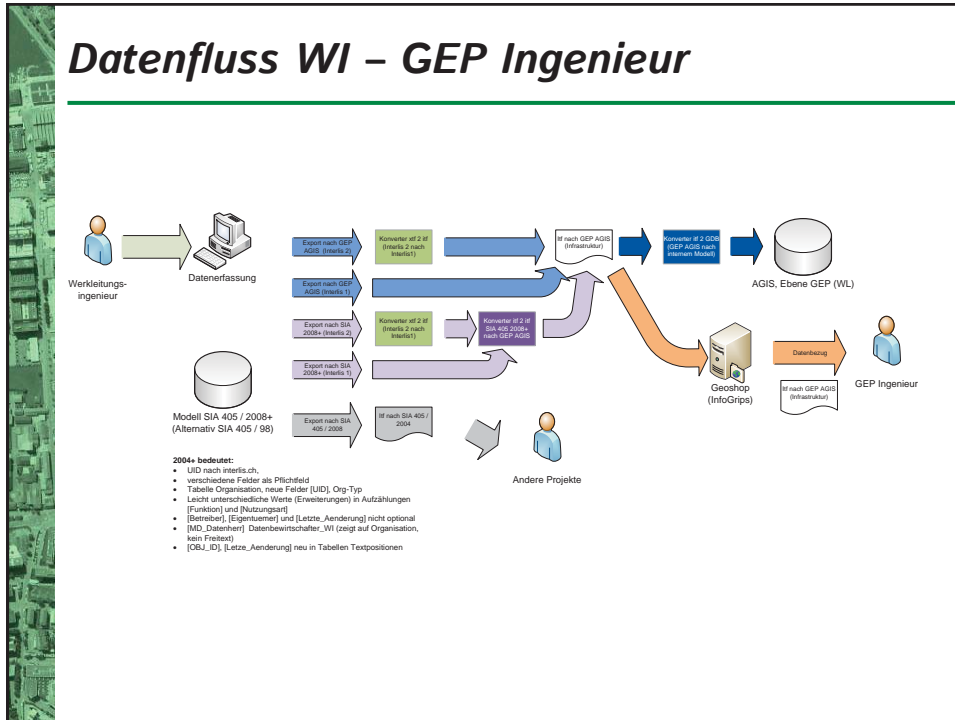 Datenfluss WI – GEP Ingenieur
Werkleitungs-
ingenieur
Datenerfassung
Export nach GEP
AGIS (Interlis 2)
Konverter xtf 2 itf
(Interlis 2 nach
Interlis1)
Itf nach GEP AGIS
(Infrastruktur)
Konverter itf 2 GDB
(GEP AGIS nach
internem Modell)
AGIS, Ebene GEP (WL)
Export nach GEP
AGIS (Interlis 1)
Export nach SIA
2008+ (Interlis 2)
Konverter xtf 2 itf
(Interlis 2 nach
Interlis1)
Konverter itf 2 itf
SIA 405 2008+
nach GEP AGIS
Export nach SIA
2008+ (Interlis 1)
Geoshop
(InfoGrips)
Datenbezug
Itf nach GEP AGIS
(Infrastruktur)
GEP Ingenieur
Modell SIA 405 / 2008+
(Alternativ SIA 405 / 98)
Export nach SIA
405 / 2008
Itf nach SIA 405 /
2004
Andere Projekte
2004+ bedeutet:
• UID nach interlis.ch,
• verschiedene Felder als Pflichtfeld
• Tabelle Organisation, neue Felder [UID], Org-Typ
• Leicht unterschiedliche Werte (Erweiterungen) in Aufzählungen
[Funktion] und [Nutzungsart]
• [Betreiber], [Eigentuemer] und [Letzte_Aenderung] nicht optional
• [MD_Datenherr] Datenbewirtschafter_WI (zeigt auf Organisation,
kein Freitext)
• [OBJ_ID], [Letze_Aenderung] neu in Tabellen Textpositionen